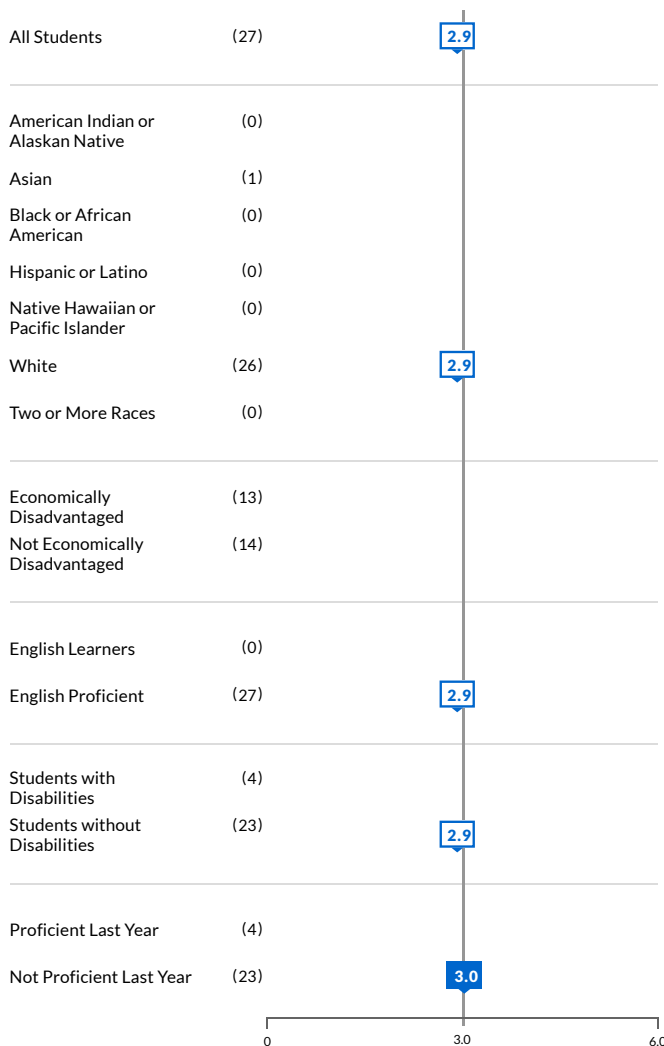 All Students (27) 2.9
American Indian or (0)
Alaskan Native
Asian (1)
Black or African (0)
American
Hispanic or Latino (0)
Native Hawaiian or (0)
Pacific Islander
White (26) 2.9
Two or More Races (0)
Economically (13)
Disadvantaged
Not Economically (14)
Disadvantaged
English Learners (0)
English Proficient (27) 2.9
Students with (4)
Disabilities
Students without (23) 2.9
Disabilities
Proficient Last Year (4)
Not Proficient Last Year (23) 3.0
0 3.0 6.0